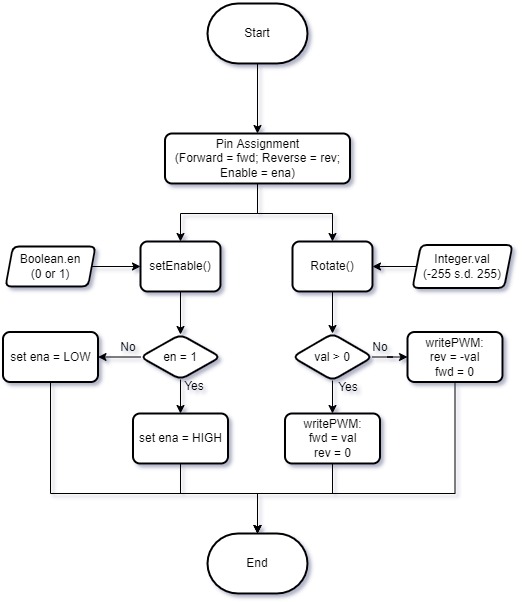 Start
Pin Assignment
(Forward = fwd; Reverse = rev;
Enable = ena)
Boolean.en
(0 or 1)
setEnable()
Rotate()
Integer.val
(-255 s.d. 255)
set ena = LOW
No
en = 1
Yes
val > 0
No
Yes
writePWM:
rev = -val
fwd = 0
set ena = HIGH
writePWM:
fwd = val
rev = 0
End